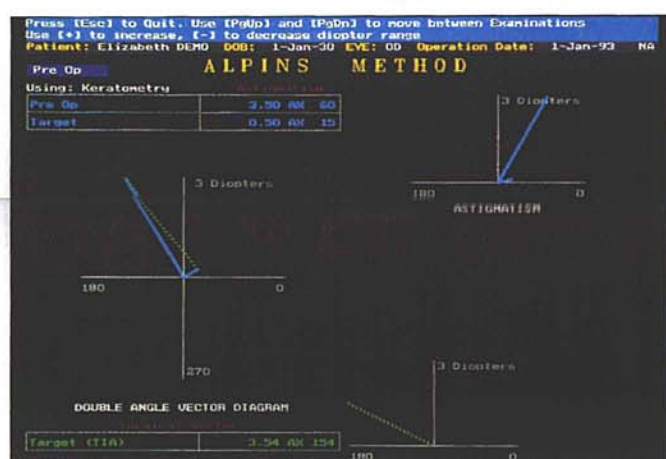 Press [Esc] to Quit. Use [PgUp] and [PgDn] to move between Examinations
Use [+] to increase, [-] to decrease diopter range
Patient: Elizabeth DEMO DOB: 1-Jan-30 EYE: OD Operation Date: 1-Jan-93 NA
Pre Op
ALPINS METHOD
Using: Keratometry
Astigmatism
Pre Op 3.50 AX 60
Target 0.50 AX 15
3 Diopters
180 0
ASTIGMATISM
3 Diopters
180 0
270
DOUBLE ANGLE VECTOR DIAGRAM
3 Diopters
180 0
Target (TIA) 3.54 AX 154